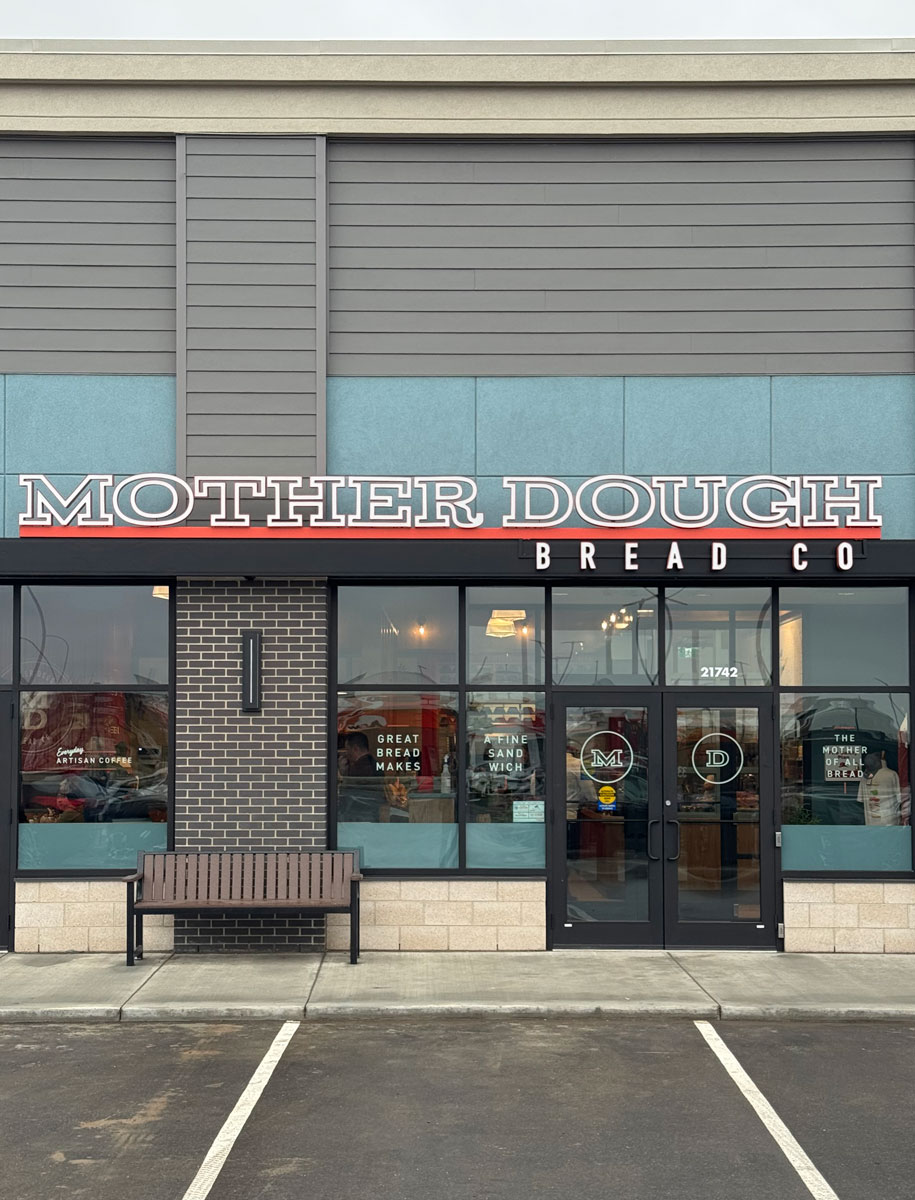 MOTHER DOUGH
BREAD CO
21742
Everyday
ARTISAN COFFEE
GREAT
BREAD
MAKES
A FINE
SAND
WICH
M
D
THE
MOTHER
OF ALL
BREAD